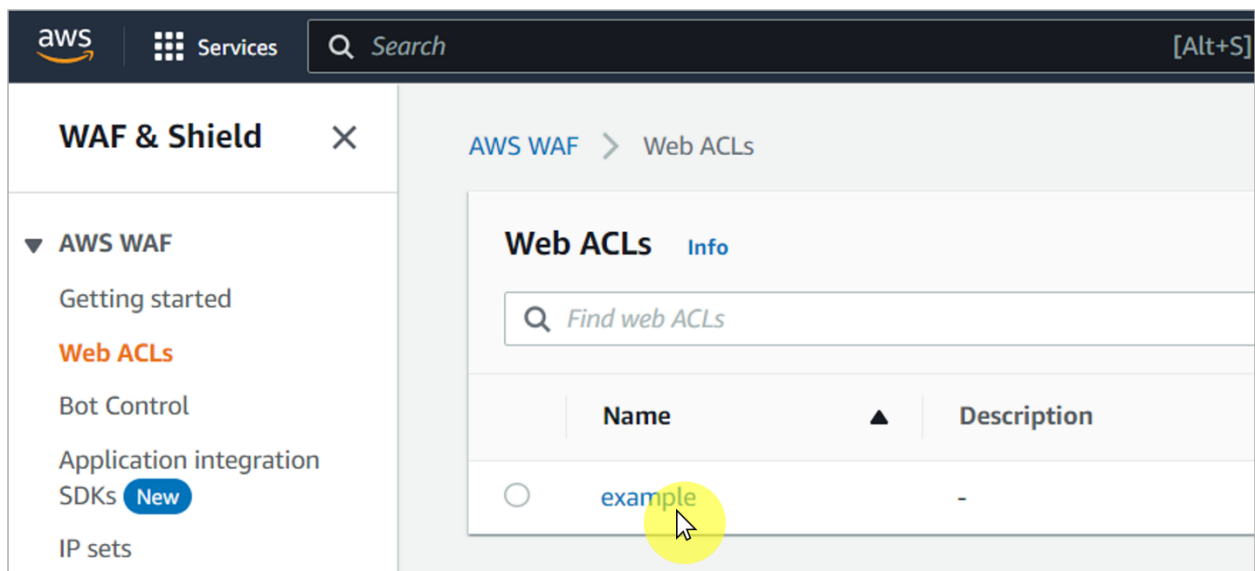 aws Services Search [Alt+S]
WAF & Shield
AWS WAF
Getting started
Web ACLs
Bot Control
Application integration
SDKs New
IP sets
AWS WAF Web ACLs
Web ACLs Info
Find web ACLs
Name Description
example -